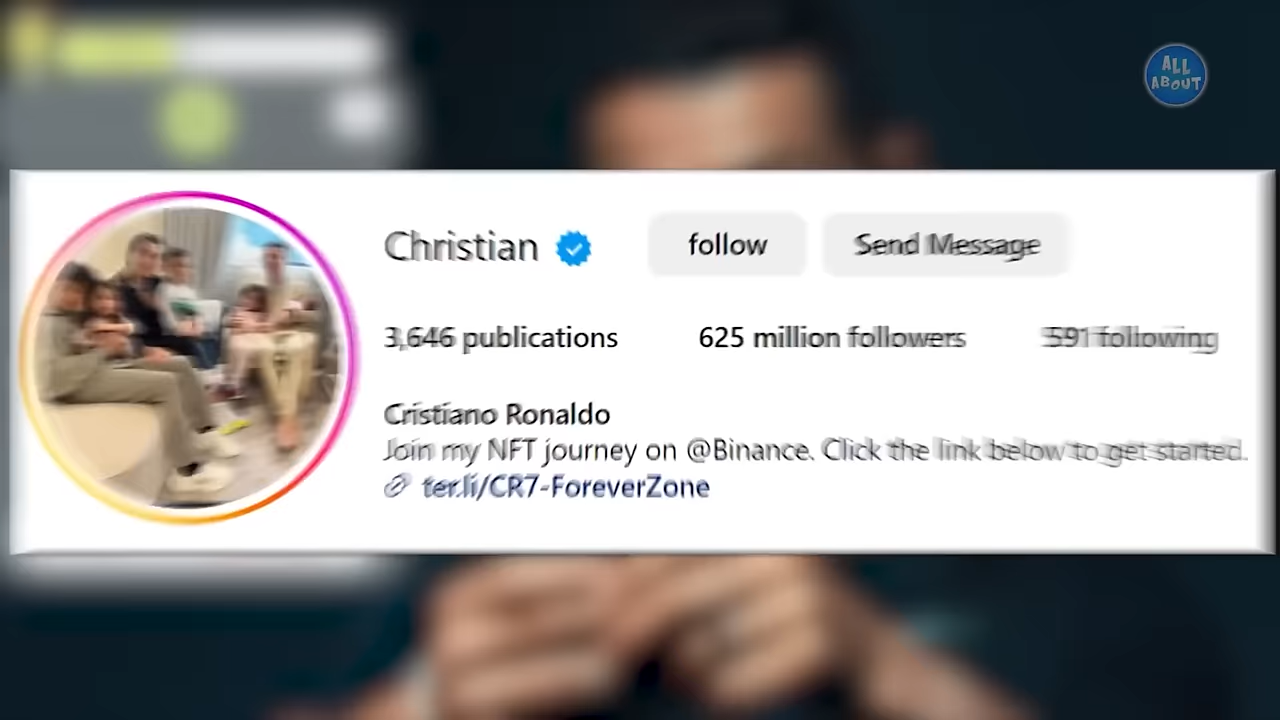 ALL
ABOUT
Christian
follow
Send Message
3,646 publications
625 million followers
591 following
Cristiano Ronaldo
Join my NFT journey on @Binance. Click the link below to get started.
ter.li/CR7-ForeverZone